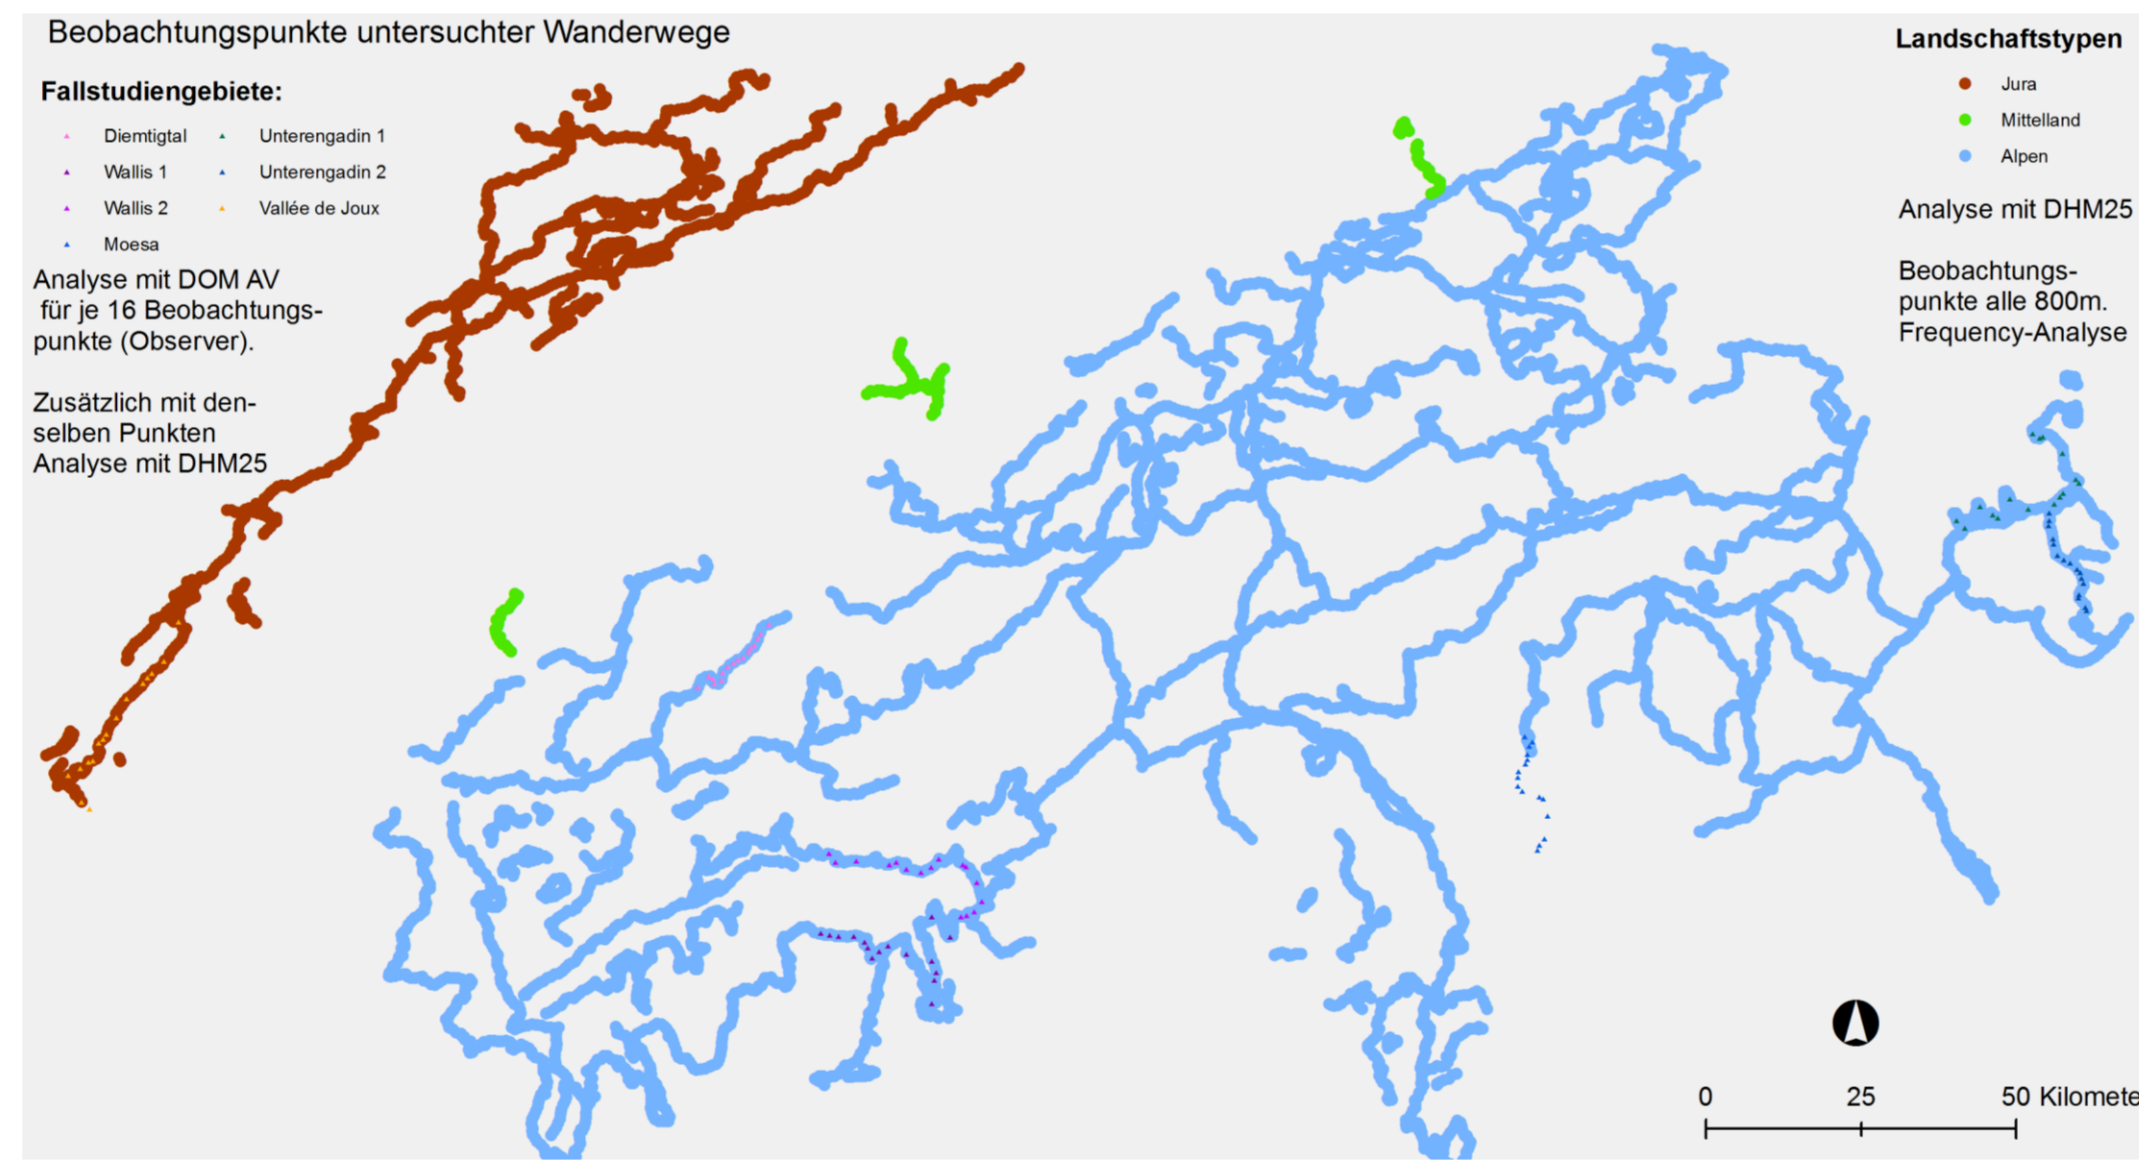 Beobachtungspunkte untersuchter Wanderwege
Fallstudiengebiete:
Diemtigtal
Unterengadin 1
Wallis 1
Unterengadin 2
Wallis 2
Vallée de Joux
Moesa
Analyse mit DOM AV
für je 16 Beobachtungs-
punkte (Observer).
Zusätzlich mit den-
selben Punkten
Analyse mit DHM25
Landschaftstypen
Jura
Mittelland
Alpen
Analyse mit DHM25
Beobachtungs-
punkte alle 800m.
Frequency-Analyse
0 25 50 Kilomete